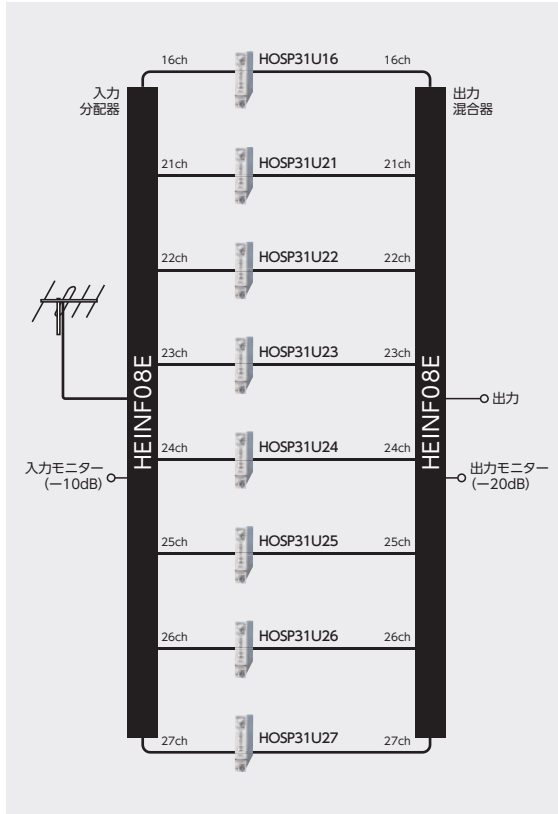 16ch HOSP31U16 16ch
入力
分配器
出力
混合器
21ch HOSP31U21 21ch
22ch HOSP31U22 22ch
23ch HOSP31U23 23ch
HEINF08E
HEINF08E
出力
24ch HOSP31U24 24ch
入力モニター
(ー10dB)
出力モニター
(ー20dB)
25ch HOSP31U25 25ch
26ch HOSP31U26 26ch
27ch HOSP31U27 27ch